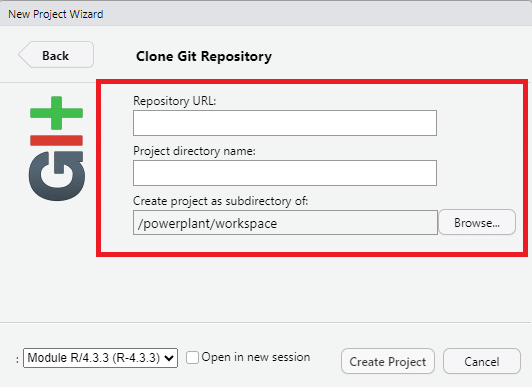 New Project Wizard
Back
Clone Git Repository
GIt
Repository URL:
Project directory name:
Create project as subdirectory of:
/powerplant/workspace
Browse...
: Module R/4.3.3 (R-4.3.3)
Open in new session
Create Project
Cancel